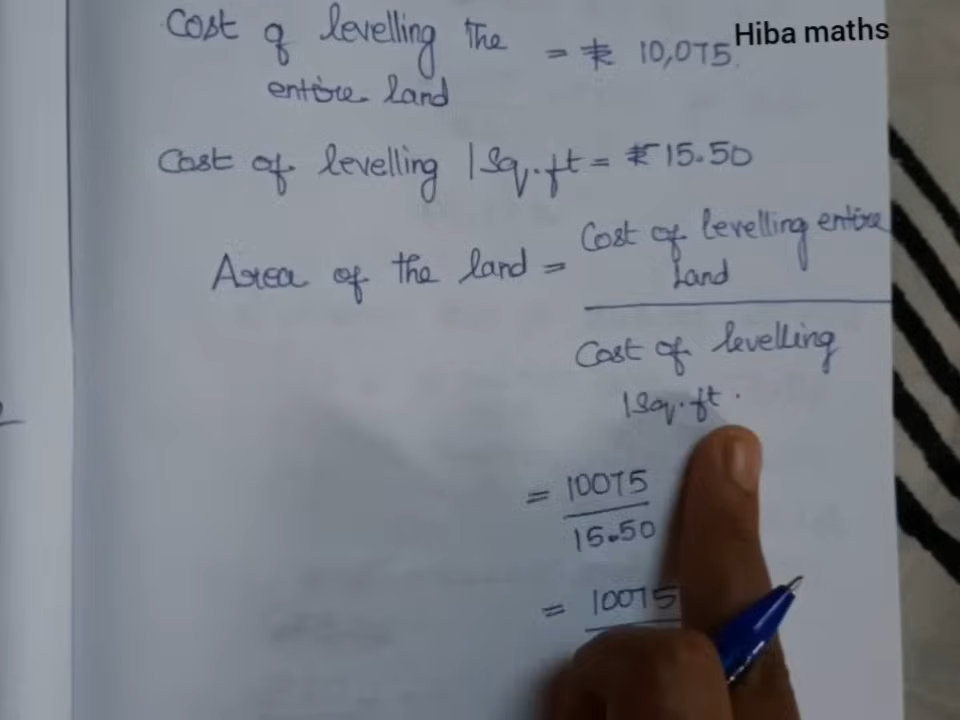 Cost of levelling the = ₹ 10,075.
entire land
Hiba maths
Cost of levelling 1 Sq.ft = ₹ 15.50
Area of the land = Cost of levelling entire
Land
Cost of levelling
1 Sq.ft.
= 10075
15.50
= 10075